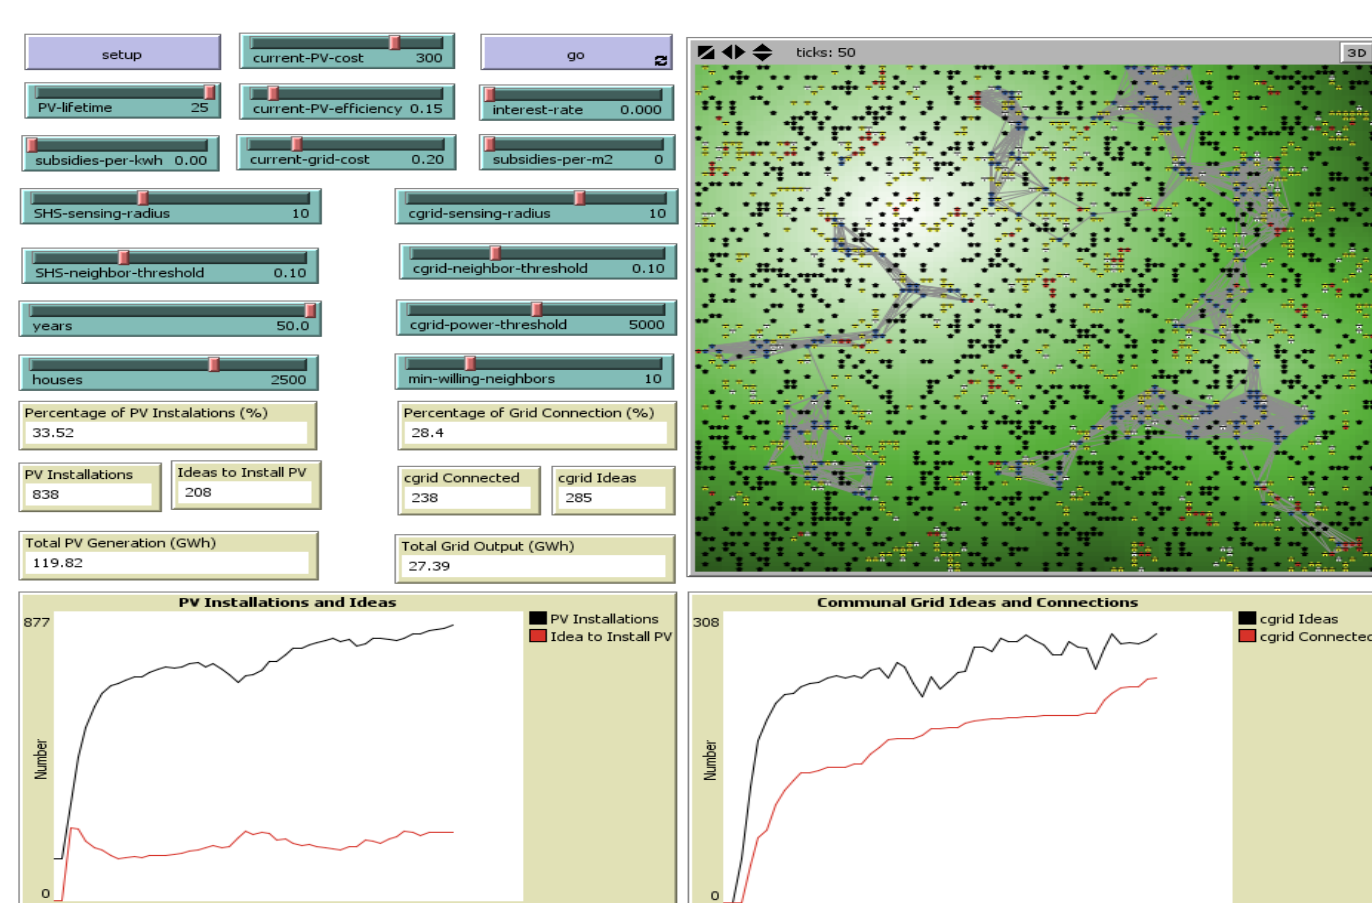 setup
current-PV-cost 300
go
ticks: 50
3D
PV-lifetime 25
current-PV-efficiency 0.15
interest-rate 0.000
subsidies-per-kwh 0.00
current-grid-cost 0.20
subsidies-per-m2 0
SHS-sensing-radius 10
cgrid-sensing-radius 10
SHS-neighbor-threshold 0.10
cgrid-neighbor-threshold 0.10
years 50.0
cgrid-power-threshold 5000
houses 2500
min-willing-neighbors 10
Percentage of PV Instalations (%)
33.52
Percentage of Grid Connection (%)
28.4
PV Installations
838
Ideas to Install PV
208
cgrid Connected
238
cgrid Ideas
285
Total PV Generation (GWh)
119.82
Total Grid Output (GWh)
27.39
PV Installations and Ideas
877
Number
0
PV Installations
Idea to Install PV
Communal Grid Ideas and Connections
308
Number
0
cgrid Ideas
cgrid Connected